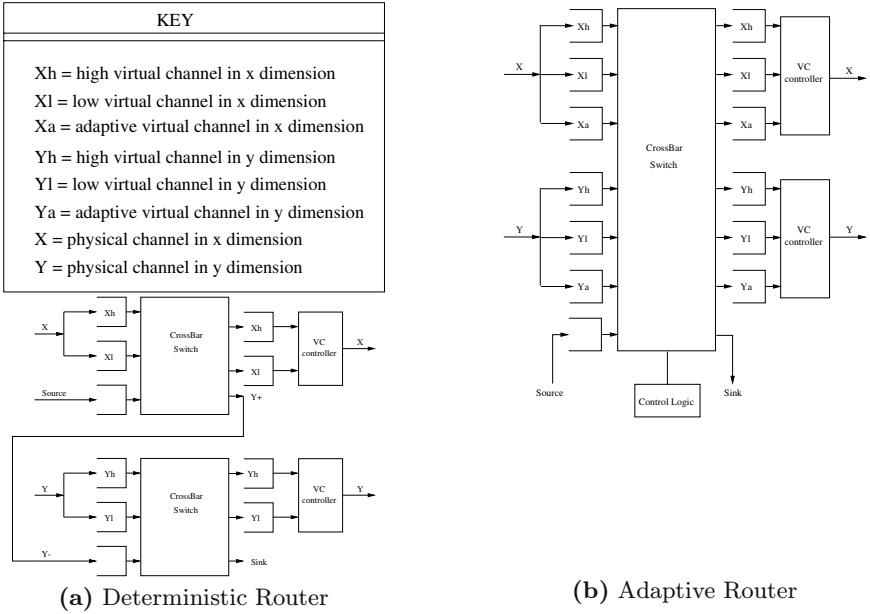 KEY
Xh = high virtual channel in x dimension
Xl = low virtual channel in x dimension
Xa = adaptive virtual channel in x dimension
Yh = high virtual channel in y dimension
Yl = low virtual channel in y dimension
Ya = adaptive virtual channel in y dimension
X = physical channel in x dimension
Y = physical channel in y dimension
X
Xh
Xl
Source
CrossBar
Switch
Xh
Xl
Y+
VC
controller
X
Y
Yh
Yl
Y-
CrossBar
Switch
Yh
Yl
Sink
VC
controller
Y
(a) Deterministic Router
X
Xh
Xl
Xa
Y
Yh
Yl
Ya
Source
CrossBar
Switch
Control Logic
Xh
Xl
Xa
VC
controller
X
Yh
Yl
Ya
VC
controller
Y
Sink
(b) Adaptive Router